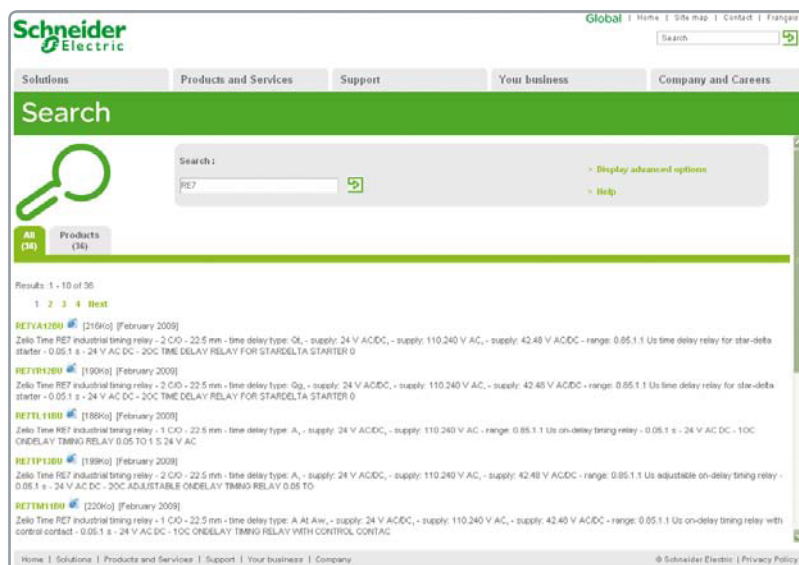 Schneider
Electric
Global | Home | Site map | Contact | Français
Search
Solutions
Products and Services
Support
Your business
Company and Careers
Search
Search :
RE7
> Display advanced options
> Help
All
(36)
Products
(36)
Results: 1 - 10 of 36
1 2 3 4 Next
RE7YA12BU [216Ko] [February 2009]
Zelio Time RE7 industrial timing relay - 2 C/O - 22.5 mm - time delay type: Qt, - supply: 24 V AC/DC, - supply: 110.240 V AC, - supply: 42.48 V AC/DC - range: 0.85.1.1 Us time delay relay for star-delta
starter - 0.05.1 s - 24 V AC DC - 2OC TIME DELAY RELAY FOR STARDELTA STARTER 0
RE7YR12BU [190Ko] [February 2009]
Zelio Time RE7 industrial timing relay - 2 C/O - 22.5 mm - time delay type: Qg, - supply: 24 V AC/DC, - supply: 110.240 V AC, - supply: 42.48 V AC/DC - range: 0.85.1.1 Us time delay relay for star-delta
starter - 0.05.1 s - 24 V AC DC - 2OC TIME DELAY RELAY FOR STARDELTA STARTER 0
RE7TL11BU [188Ko] [February 2009]
Zelio Time RE7 industrial timing relay - 1 C/O - 22.5 mm - time delay type: A, - supply: 24 V AC/DC, - supply: 110.240 V AC - range: 0.85.1.1 Us on-delay timing relay - 0.05.1 s - 24 V AC DC - 1OC
ONDELAY TIMING RELAY 0.05 TO 1 S 24 V AC
RE7TP13BU [199Ko] [February 2009]
Zelio Time RE7 industrial timing relay - 2 C/O - 22.5 mm - time delay type: A, - supply: 24 V AC/DC, - supply: 110.240 V AC, - supply: 42.48 V AC/DC - range: 0.85.1.1 Us adjustable on-delay timing relay -
0.05.1 s - 24 V AC DC - 2OC ADJUSTABLE ONDELAY TIMING RELAY 0.05 TO
RE7TM11BU [220Ko] [February 2009]
Zelio Time RE7 industrial timing relay - 1 C/O - 22.5 mm - time delay type: A At Aw, - supply: 24 V AC/DC, - supply: 110.240 V AC, - supply: 42.48 V AC/DC - range: 0.85.1.1 Us on-delay timing relay with
control contact - 0.05.1 s - 24 V AC DC - 1OC ONDELAY TIMING RELAY WITH CONTROL CONTAC
Home | Solutions | Products and Services | Support | Your business | Company
© Schneider Electric | Privacy Policy